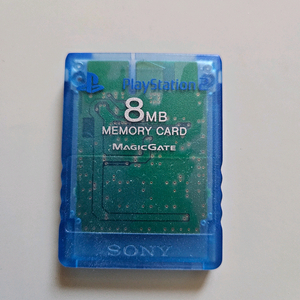 PlayStation 2
8MB
MEMORY CARD
MAGICGATE
SONY